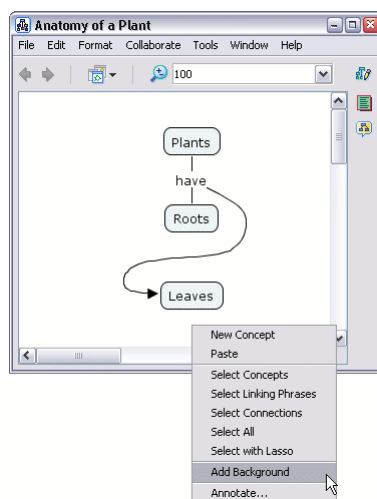 Anatomy of a Plant
File Edit Format Collaborate Tools Window Help
100
Plants
have
Roots
Leaves
New Concept
Paste
Select Concepts
Select Linking Phrases
Select Connections
Select All
Select with Lasso
Add Background
Annotate...